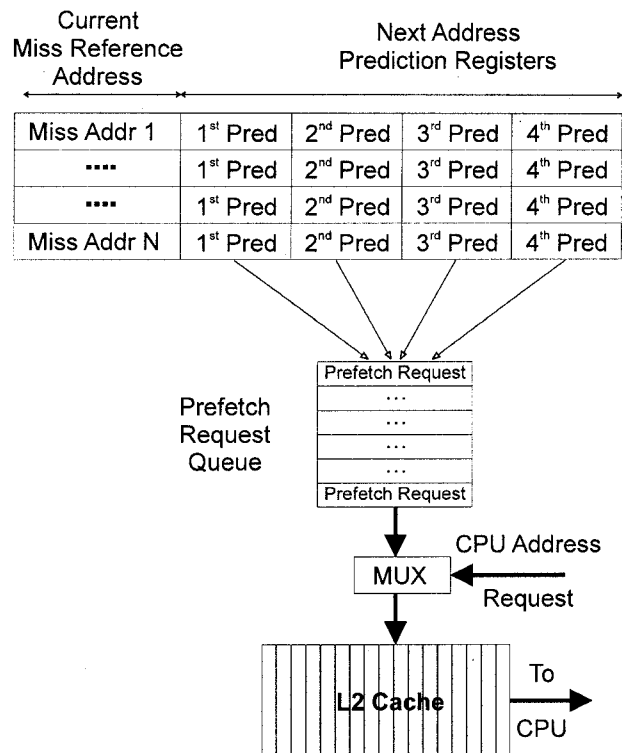 Current
Miss Reference
Address
Next Address
Prediction Registers
Miss Addr 1 1st Pred 2nd Pred 3rd Pred 4th Pred
.... 1st Pred 2nd Pred 3rd Pred 4th Pred
.... 1st Pred 2nd Pred 3rd Pred 4th Pred
Miss Addr N 1st Pred 2nd Pred 3rd Pred 4th Pred
Prefetch Request
...
...
...
...
Prefetch Request
Prefetch
Request
Queue
MUX
CPU Address
Request
L2 Cache
To
CPU